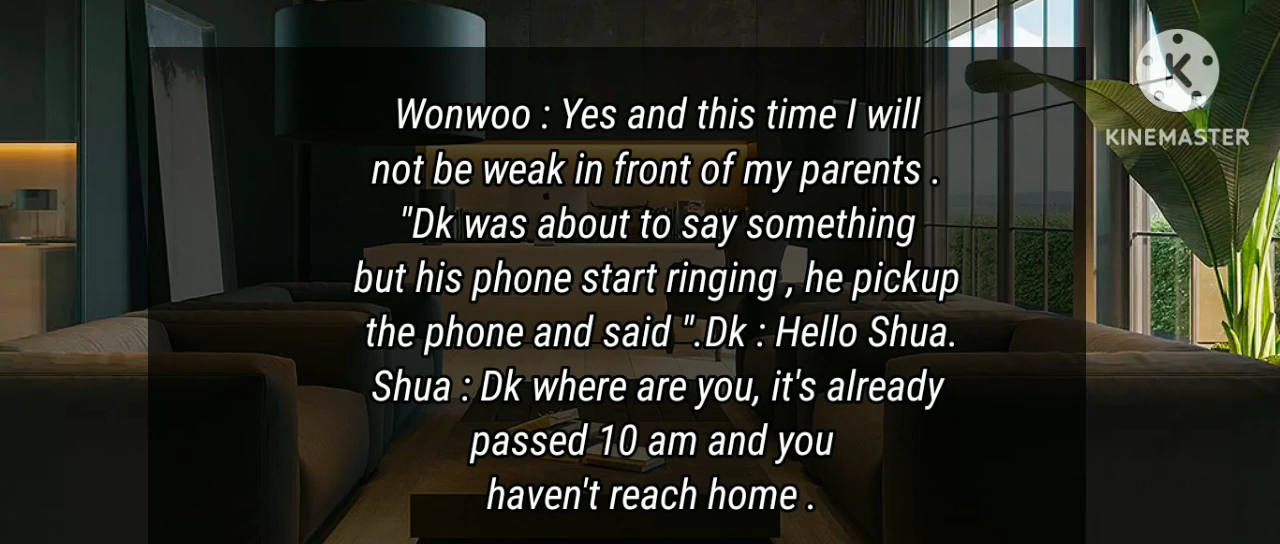 Wonwoo : Yes and this time I will
not be weak in front of my parents .
"Dk was about to say something
but his phone start ringing , he pickup
the phone and said ".Dk : Hello Shua.
Shua : Dk where are you, it's already
passed 10 am and you
haven't reach home .
K
KINEMASTER